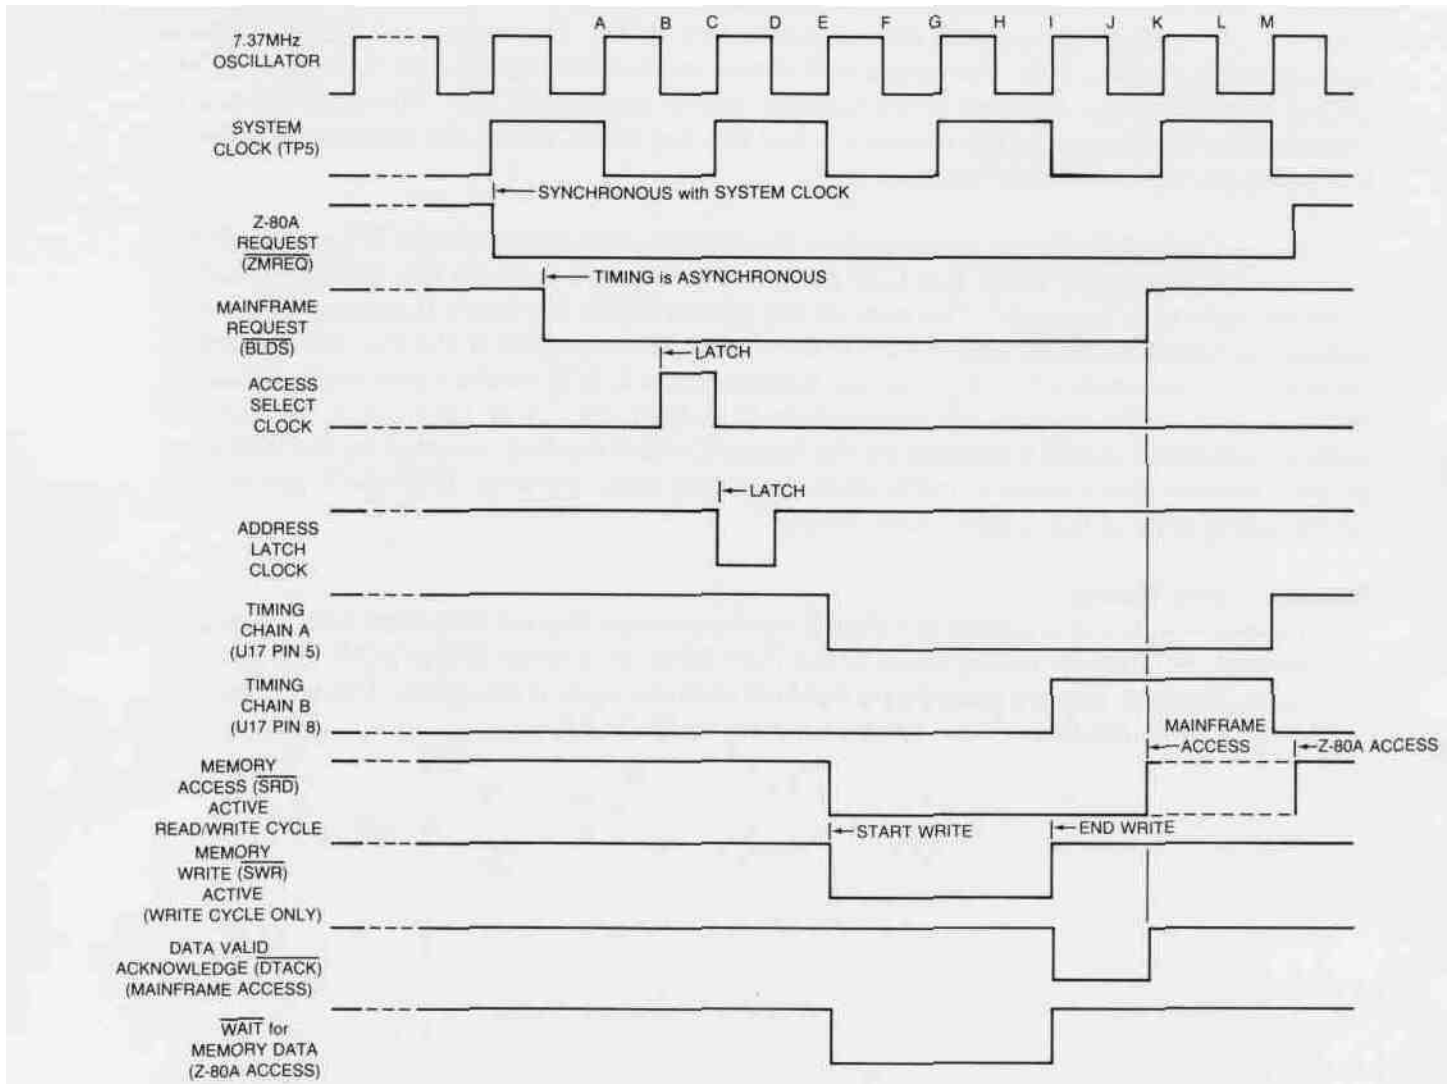 A B C D E F G H I J K L M
7.37MHz
OSCILLATOR
SYSTEM
CLOCK (TP5)
SYNCHRONOUS with SYSTEM CLOCK
Z-80A
REQUEST
(ZMREQ)
TIMING is ASYNCHRONOUS
MAINFRAME
REQUEST
(BLDS)
LATCH
ACCESS
SELECT
CLOCK
LATCH
ADDRESS
LATCH
CLOCK
TIMING
CHAIN A
(U17 PIN 5)
TIMING
CHAIN B
(U17 PIN 8)
MAINFRAME
ACCESS
Z-80A ACCESS
MEMORY
ACCESS (SRD)
ACTIVE
READ/WRITE CYCLE
START WRITE
END WRITE
MEMORY
WRITE (SWR)
ACTIVE
(WRITE CYCLE ONLY)
DATA VALID
ACKNOWLEDGE (DTACK)
(MAINFRAME ACCESS)
WAIT for
MEMORY DATA
(Z-80A ACCESS)